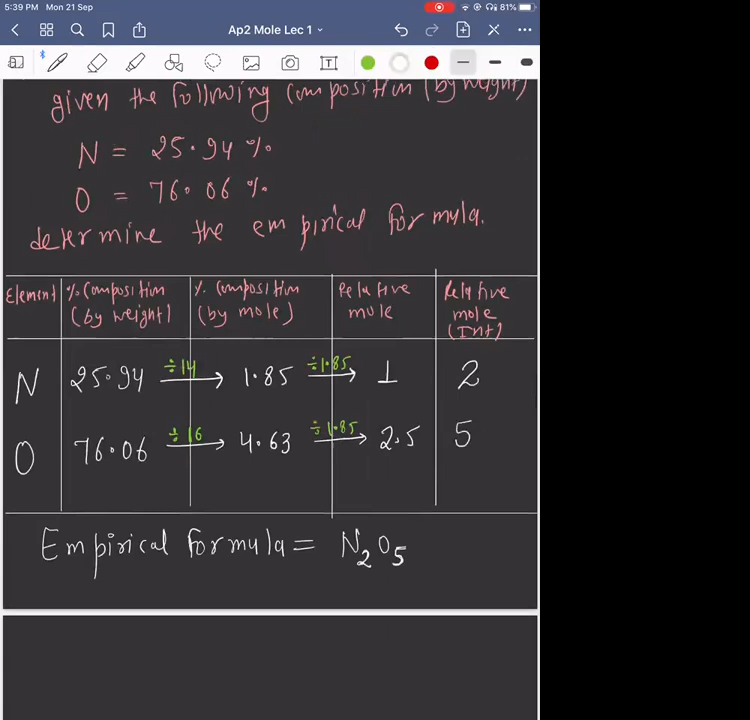 5:39 PM Mon 21 Sep
81%
Ap2 Mole Lec 1
given the following composition (by weight)
N = 25.94 %
O = 76.06 %
determine the empirical formula.
Element
% Composition (by weight)
% Composition (by mole)
Relative mole
Relative mole (Int)
N 25.94 ÷14 → 1.85 ÷1.85 → 1 2
O 76.06 ÷16 → 4.63 ÷1.85 → 2.5 5
Empirical formula = N₂O₅